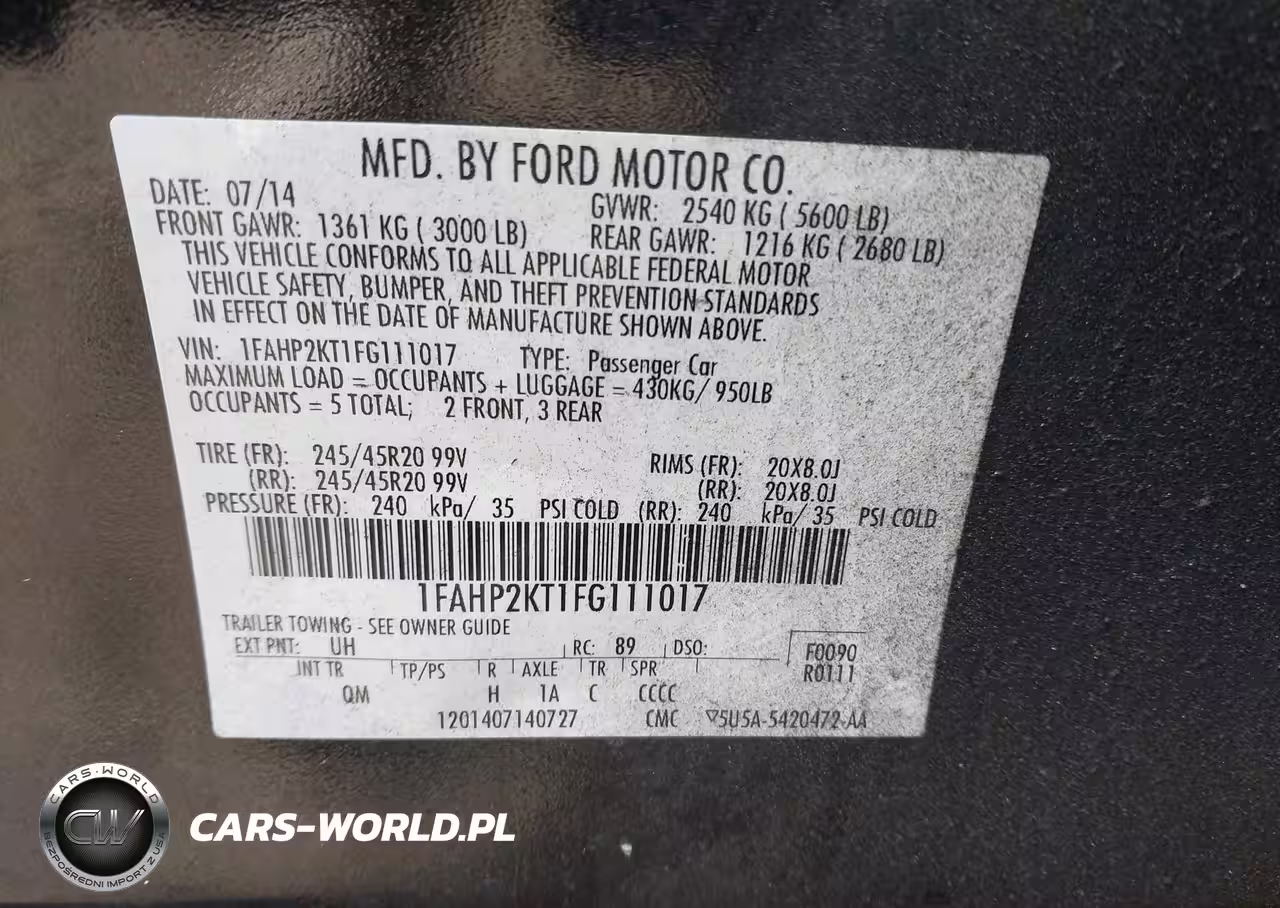 MFD. BY FORD MOTOR CO.
DATE: 07/14 GVWR: 2540 KG ( 5600 LB)
FRONT GAWR: 1361 KG ( 3000 LB) REAR GAWR: 1216 KG ( 2680 LB)
THIS VEHICLE CONFORMS TO ALL APPLICABLE FEDERAL MOTOR
VEHICLE SAFETY, BUMPER, AND THEFT PREVENTION STANDARDS
IN EFFECT ON THE DATE OF MANUFACTURE SHOWN ABOVE.
VIN: 1FAHP2KT1FG111017 TYPE: Passenger Car
MAXIMUM LOAD = OCCUPANTS + LUGGAGE = 430KG/ 950LB
OCCUPANTS = 5 TOTAL; 2 FRONT, 3 REAR
TIRE (FR): 245/45R20 99V RIMS (FR): 20X8.0J
(RR): 245/45R20 99V (RR): 20X8.0J
PRESSURE (FR): 240 kPa/ 35 PSI COLD (RR): 240 kPa/ 35 PSI COLD
1FAHP2KT1FG111017
TRAILER TOWING - SEE OWNER GUIDE
EXT PNT: UH RC: 89 DSO: F0090
INT TR TP/PS R AXLE TR SPR R0111
QM H 1A C CCCC
1201407140727 CMC ▽5U5A-5420472-AA
CARS-WORLD
CW
BEZPOŚREDNI IMPORT Z USA
CARS-WORLD.PL